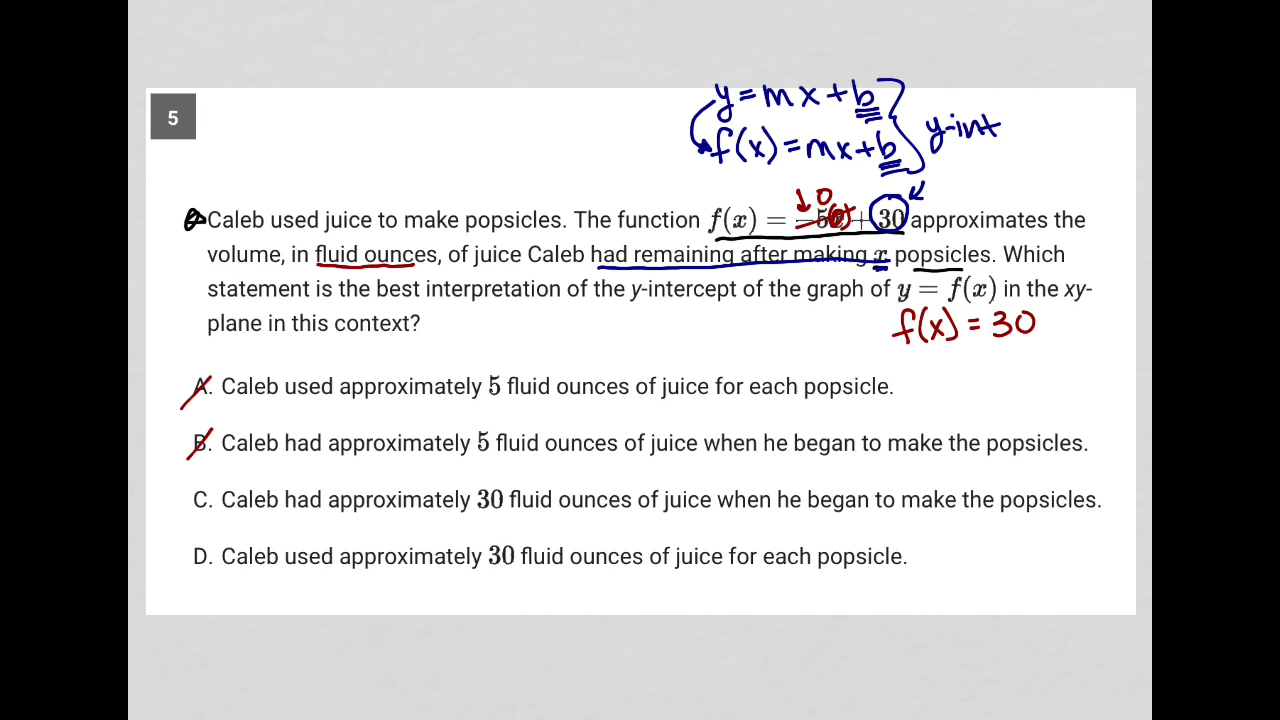 5
y = mx + b
f(x) = mx + b
y-int
0
Caleb used juice to make popsicles. The function f(x) = −5x + 30 approximates the
volume, in fluid ounces, of juice Caleb had remaining after making x popsicles. Which
statement is the best interpretation of the y-intercept of the graph of y = f(x) in the xy-
plane in this context?
f(x) = 30
A. Caleb used approximately 5 fluid ounces of juice for each popsicle.
B. Caleb had approximately 5 fluid ounces of juice when he began to make the popsicles.
C. Caleb had approximately 30 fluid ounces of juice when he began to make the popsicles.
D. Caleb used approximately 30 fluid ounces of juice for each popsicle.